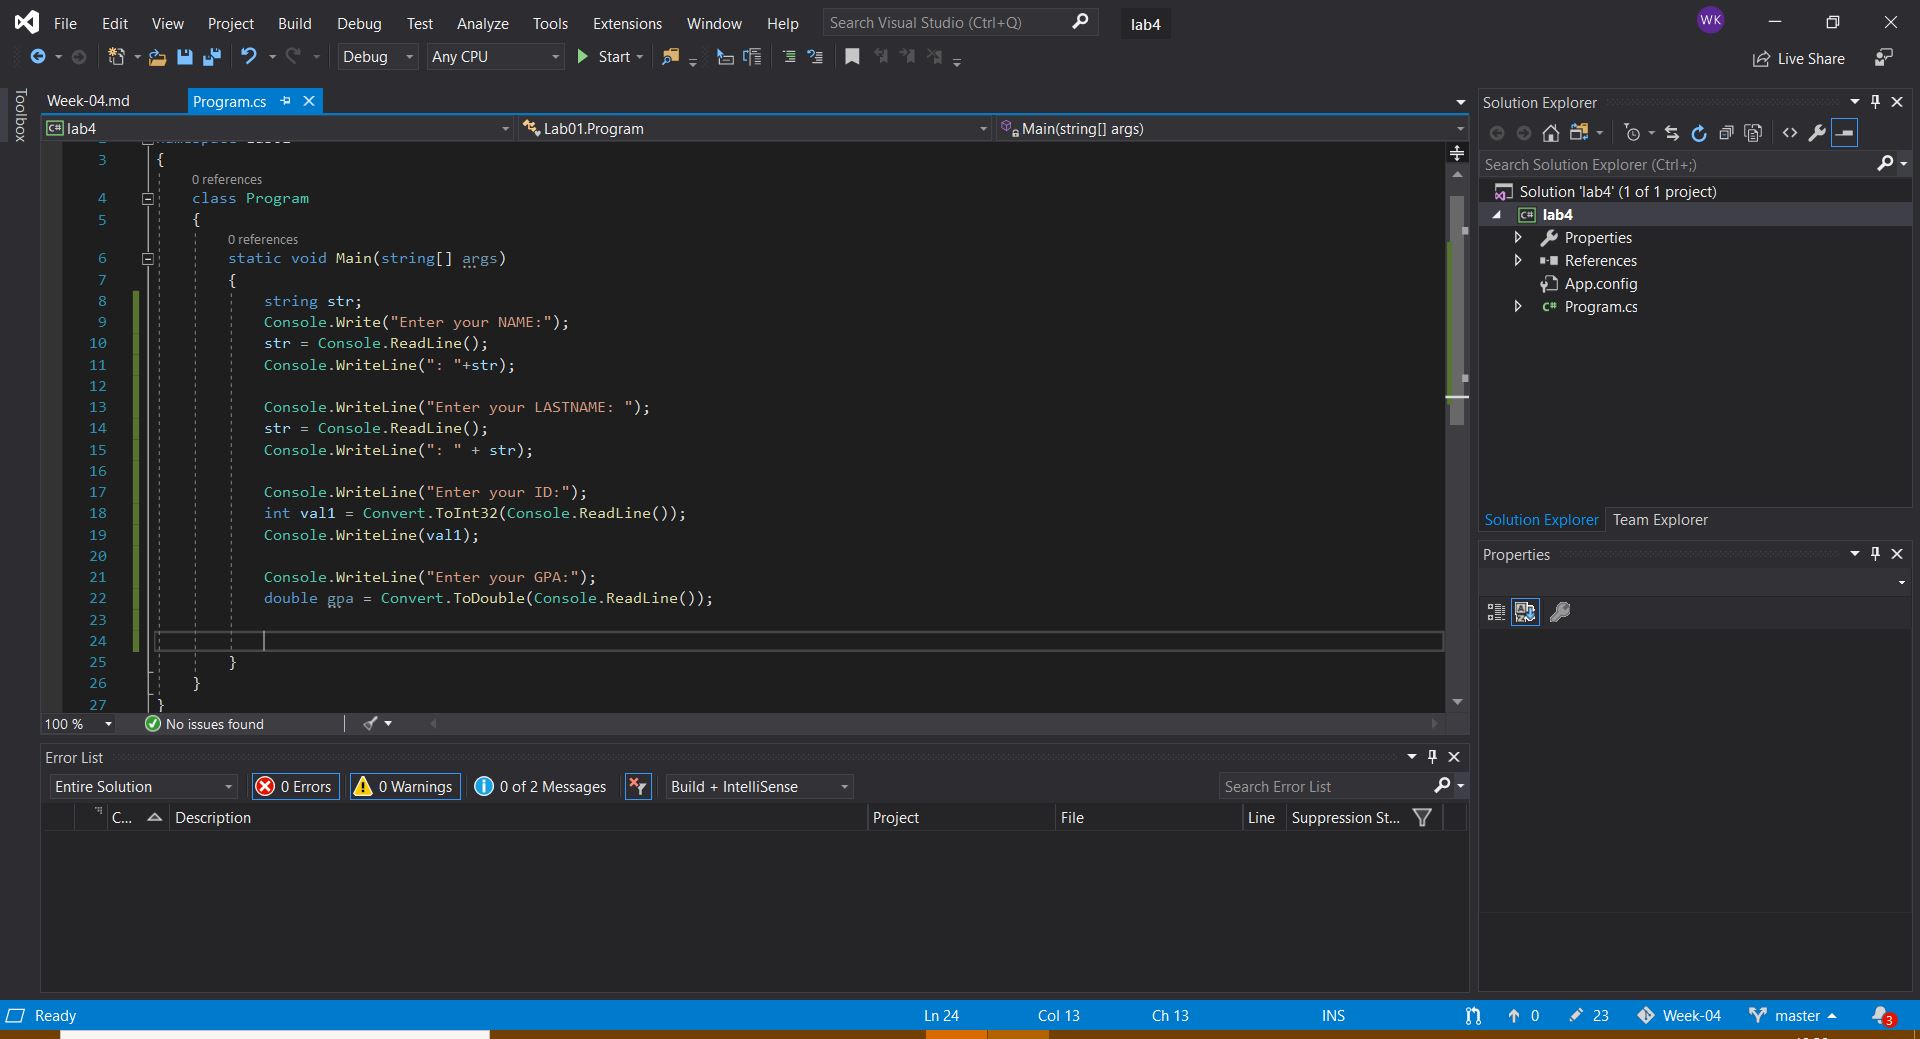 File Edit View Project Build Debug Test Analyze Tools Extensions Window Help Search Visual Studio (Ctrl+Q) lab4 WK
Debug Any CPU Start Live Share
Toolbox
Week-04.md Program.cs
lab4 Lab01.Program Main(string[] args)
3 {
0 references
4 class Program
5 {
0 references
6 static void Main(string[] args)
7 {
8 string str;
9 Console.Write("Enter your NAME:");
10 str = Console.ReadLine();
11 Console.WriteLine(": "+str);
12
13 Console.WriteLine("Enter your LASTNAME: ");
14 str = Console.ReadLine();
15 Console.WriteLine(": " + str);
16
17 Console.WriteLine("Enter your ID:");
18 int val1 = Convert.ToInt32(Console.ReadLine());
19 Console.WriteLine(val1);
20
21 Console.WriteLine("Enter your GPA:");
22 double gpa = Convert.ToDouble(Console.ReadLine());
23
24
25 }
26 }
27 }
100 % No issues found
Error List
Entire Solution 0 Errors 0 Warnings 0 of 2 Messages Build + IntelliSense Search Error List
C... Description Project File Line Suppression St...
Solution Explorer
Search Solution Explorer (Ctrl+;)
Solution 'lab4' (1 of 1 project)
C# lab4
Properties
References
App.config
C# Program.cs
Solution Explorer Team Explorer
Properties
Ready Ln 24 Col 13 Ch 13 INS 0 23 Week-04 master 3